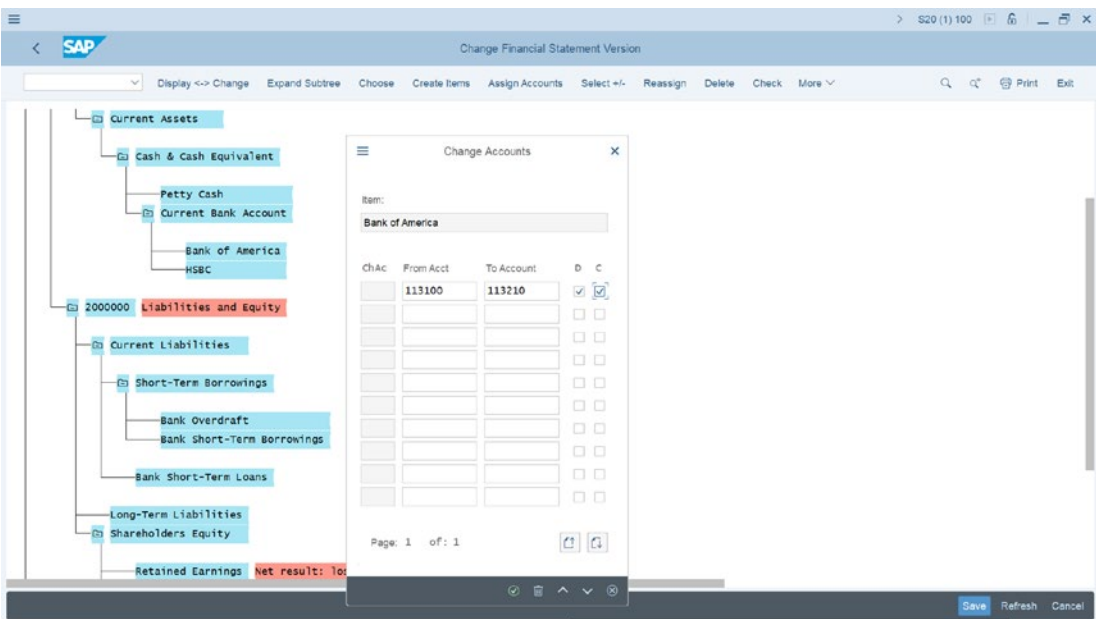 S20 (1) 100
SAP
Change Financial Statement Version
Display <-> Change Expand Subtree Choose Create Items Assign Accounts Select +/- Reassign Delete Check More Print Exit
Current Assets
Cash & Cash Equivalent
Petty Cash
Current Bank Account
Bank of America
HSBC
2000000 Liabilities and Equity
Current Liabilities
Short-Term Borrowings
Bank Overdraft
Bank Short-Term Borrowings
Bank Short-Term Loans
Long-Term Liabilities
Shareholders Equity
Retained Earnings Net result: los
Change Accounts
Item:
Bank of America
ChAc From Acct To Account D C
113100 113210
Page: 1 of: 1
Save Refresh Cancel